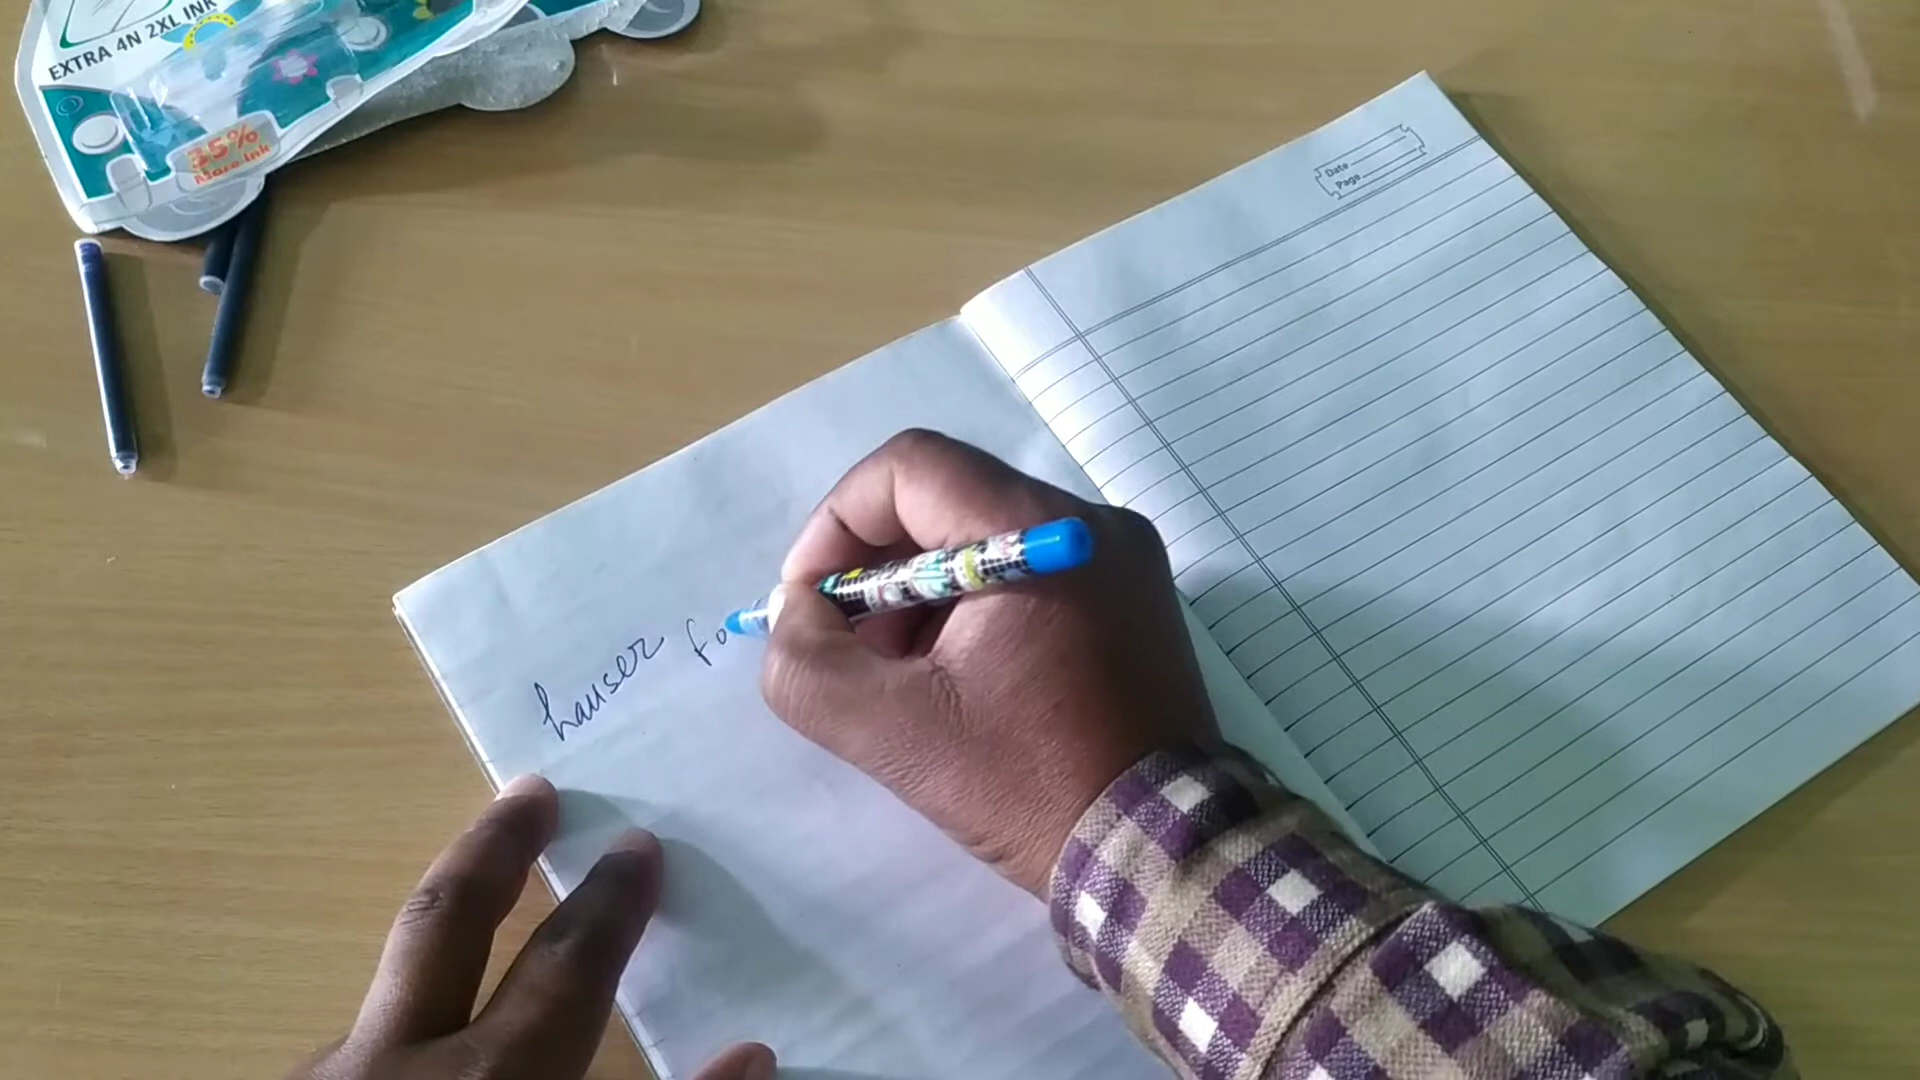 EXTRA 4N 2XL INK
35%
More Ink
Date
Page
hauser fo